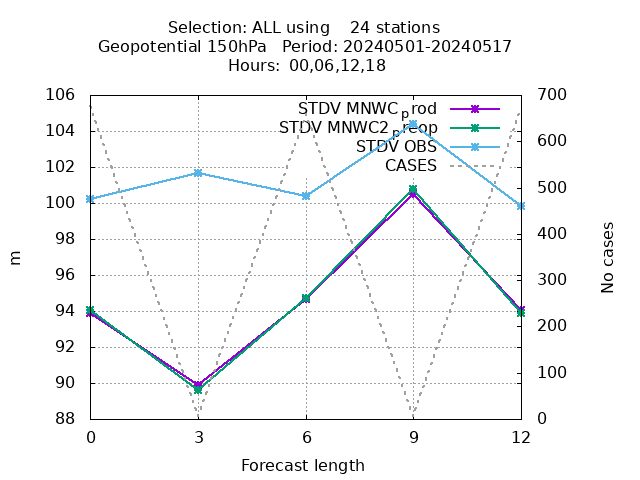 Selection: ALL using    24 stations
Geopotential 150hPa   Period: 20240501-20240517
Hours: 00,06,12,18
STDV MNWC_prod
STDV MNWC2_preop
STDV OBS
CASES
106
104
102
100
98
96
94
92
90
88
m
700
600
500
400
300
200
100
0
No cases
0 3 6 9 12
Forecast length